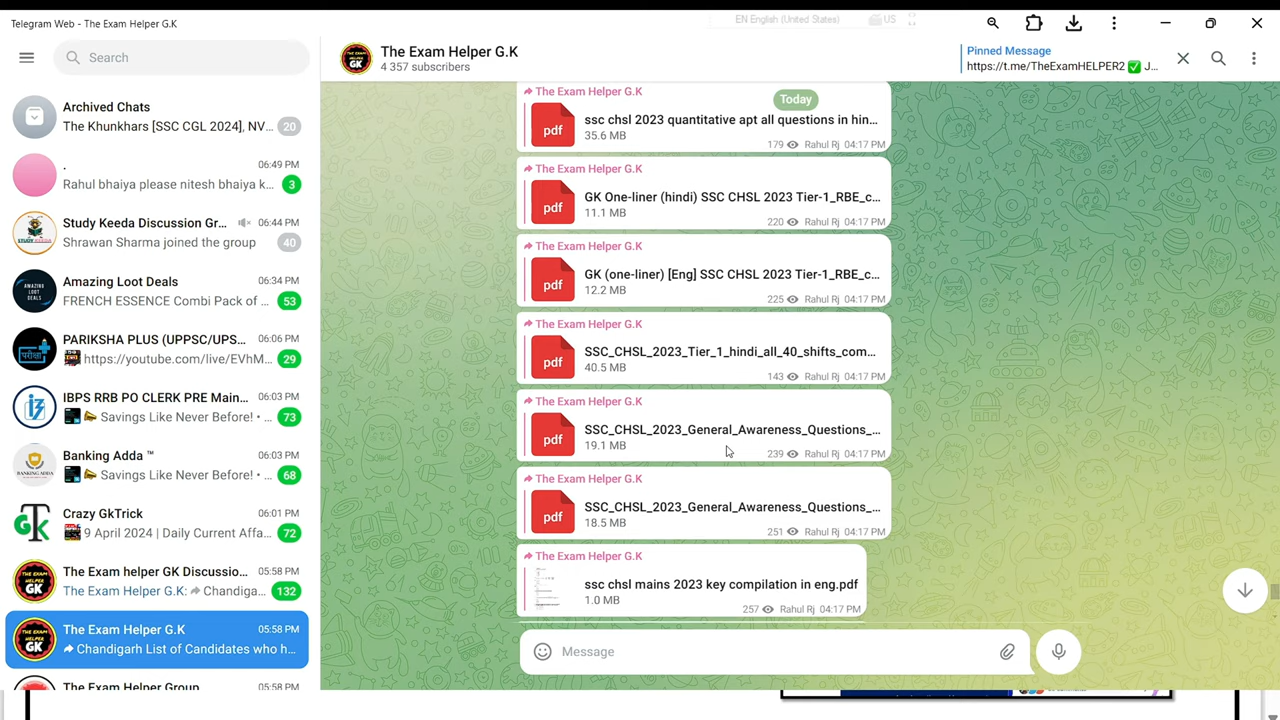 Telegram Web - The Exam Helper G.K
EN English (United States)
US
Search
Archived Chats
The Khunkhars [SSC CGL 2024], NV...
20
.
06:49 PM
Rahul bhaiya please nitesh bhaiya k...
3
Study Keeda Discussion Gr...
06:44 PM
Shrawan Sharma joined the group
40
Amazing Loot Deals
06:34 PM
FRENCH ESSENCE Combi Pack of ...
53
PARIKSHA PLUS (UPPSC/UPS...
06:06 PM
https://youtube.com/live/EVhM...
29
IBPS RRB PO CLERK PRE Main...
06:03 PM
Savings Like Never Before! • ...
73
Banking Adda ™
06:03 PM
Savings Like Never Before! • ...
68
Crazy GkTrick
06:01 PM
9 April 2024 | Daily Current Affa...
72
The Exam helper GK Discussio...
05:58 PM
The Exam Helper G.K: Chandiga...
132
The Exam Helper G.K
05:58 PM
Chandigarh List of Candidates who h...
The Exam Helper Group
05:58 PM
The Exam Helper G.K
4 357 subscribers
Pinned Message
https://t.me/TheExamHELPER2 ✅ J...
The Exam Helper G.K
Today
pdf
ssc chsl 2023 quantitative apt all questions in hin...
35.6 MB
179 Rahul Rj 04:17 PM
The Exam Helper G.K
pdf
GK One-liner (hindi) SSC CHSL 2023 Tier-1_RBE_c...
11.1 MB
220 Rahul Rj 04:17 PM
The Exam Helper G.K
pdf
GK (one-liner) [Eng] SSC CHSL 2023 Tier-1_RBE_c...
12.2 MB
225 Rahul Rj 04:17 PM
The Exam Helper G.K
pdf
SSC_CHSL_2023_Tier_1_hindi_all_40_shifts_com...
40.5 MB
143 Rahul Rj 04:17 PM
The Exam Helper G.K
pdf
SSC_CHSL_2023_General_Awareness_Questions_...
19.1 MB
239 Rahul Rj 04:17 PM
The Exam Helper G.K
pdf
SSC_CHSL_2023_General_Awareness_Questions_...
18.5 MB
251 Rahul Rj 04:17 PM
The Exam Helper G.K
ssc chsl mains 2023 key compilation in eng.pdf
1.0 MB
257 Rahul Rj 04:17 PM
Message